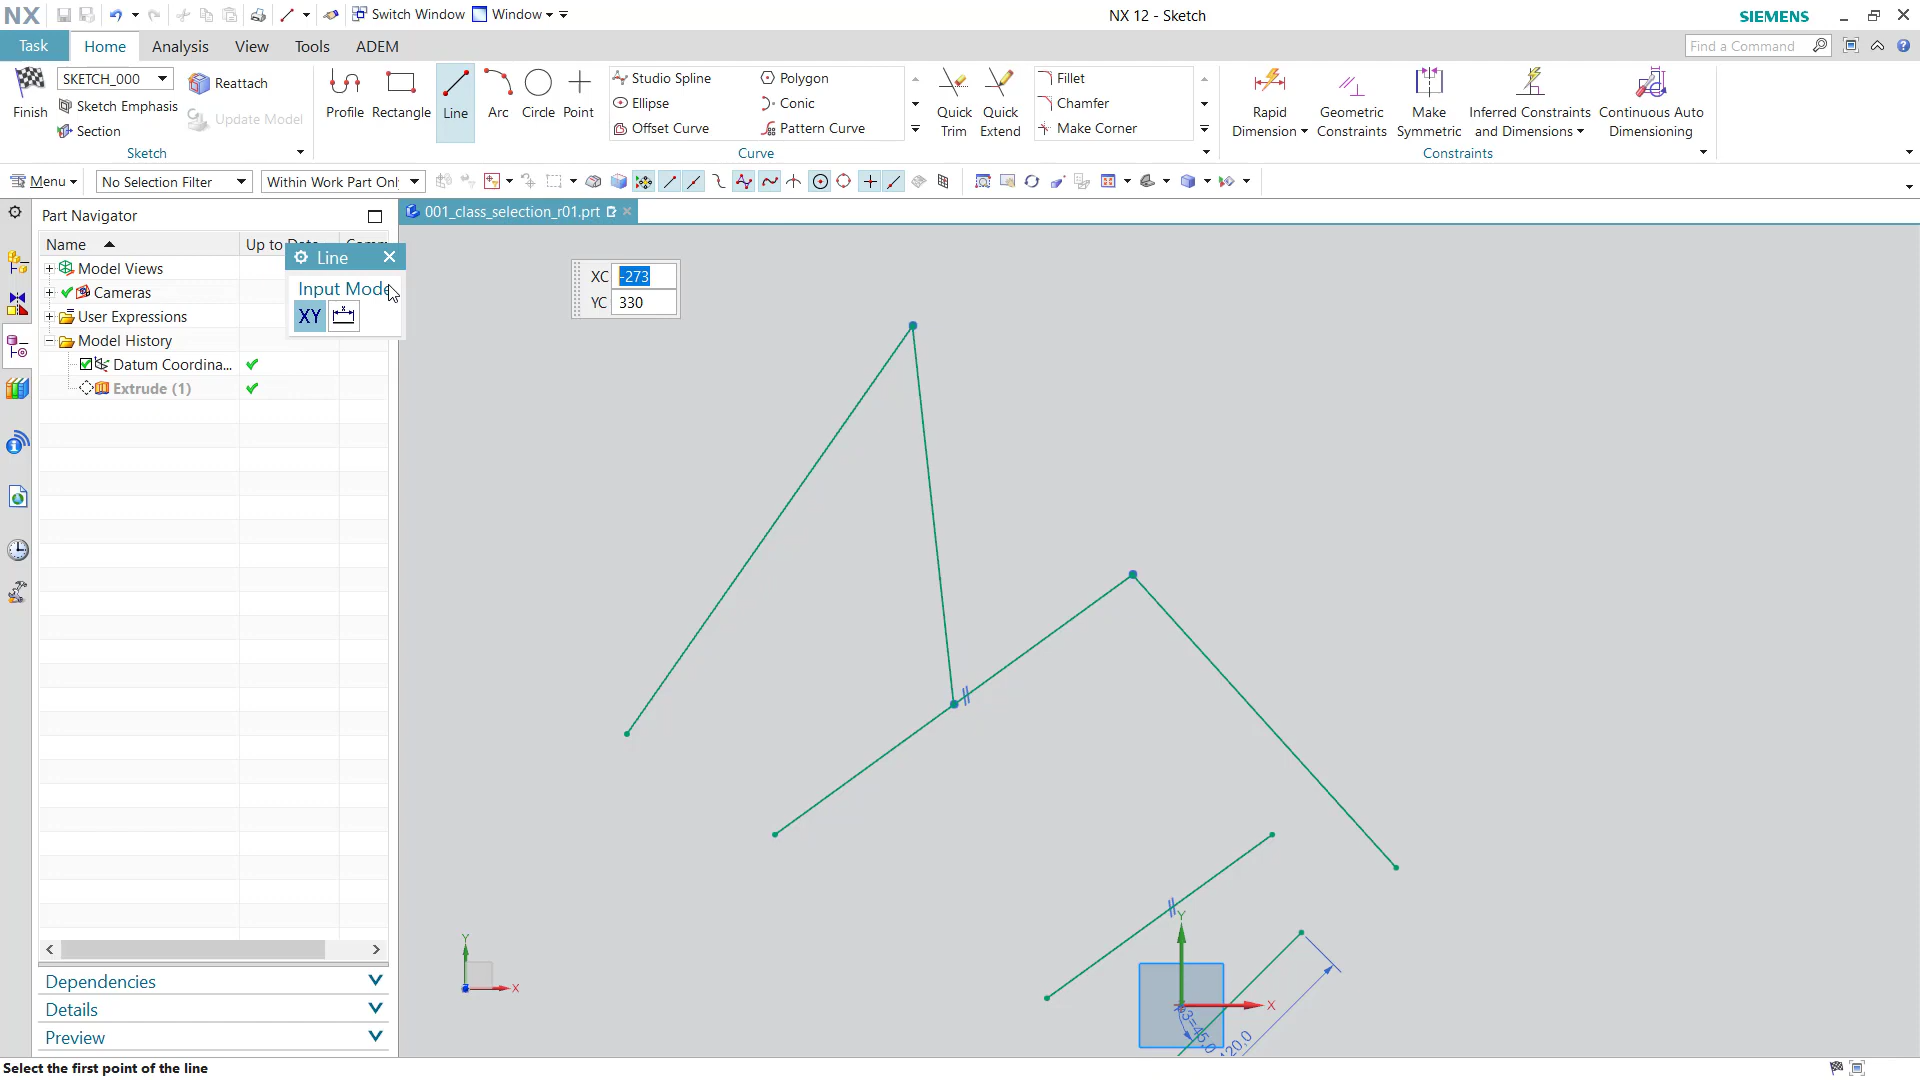 NX
Switch Window
Window
NX 12 - Sketch
SIEMENS
Task
Home
Analysis
View
Tools
ADEM
Find a Command
Finish
SKETCH_000
Sketch Emphasis
Section
Reattach
Update Model
Sketch
Profile
Rectangle
Line
Arc
Circle
Point
Studio Spline
Ellipse
Offset Curve
Polygon
Conic
Pattern Curve
Curve
Quick
Trim
Quick
Extend
Fillet
Chamfer
Make Corner
Rapid
Dimension
Geometric
Constraints
Make
Symmetric
Inferred Constraints
and Dimensions
Continuous Auto
Dimensioning
Constraints
Menu
No Selection Filter
Within Work Part Onl
Part Navigator
001_class_selection_r01.prt
Name
Up to
Line
Input Mode
XY
Model Views
Cameras
User Expressions
Model History
Datum Coordina...
Extrude (1)
XC
-273
YC
330
Y
X
Y
X
p3=45,0
Dependencies
Details
Preview
Select the first point of the line